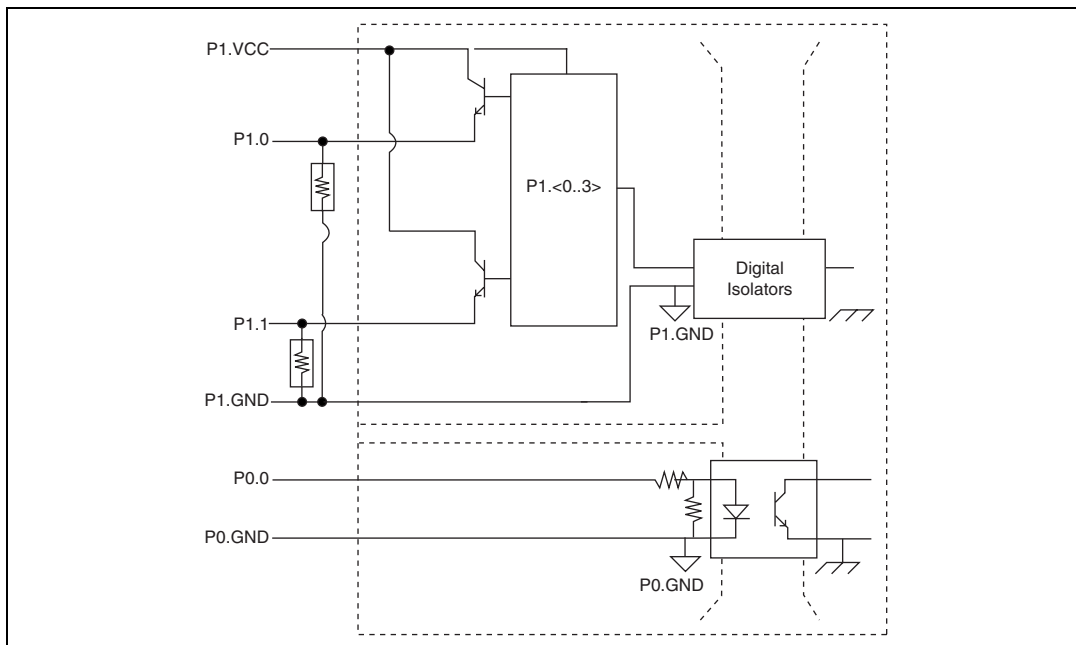 P1.VCC
P1.0
P1.<0..3>
Digital
Isolators
P1.1
P1.GND
P1.GND
P0.0
P0.GND
P0.GND